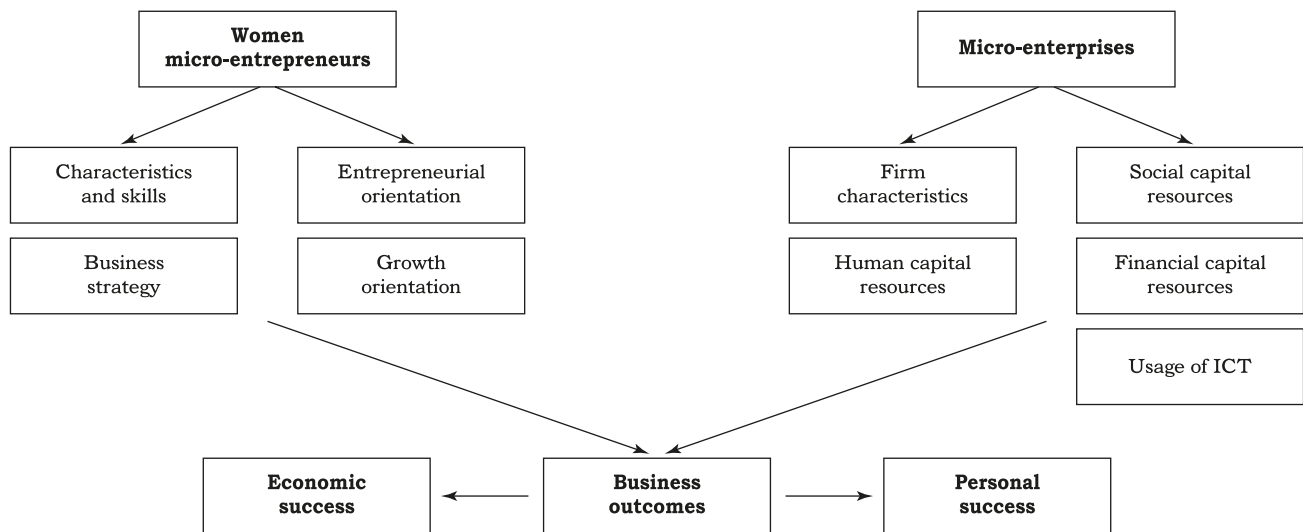 Women
micro-entrepreneurs
Micro-enterprises
Characteristics
and skills
Entrepreneurial
orientation
Firm
characteristics
Social capital
resources
Business
strategy
Growth
orientation
Human capital
resources
Financial capital
resources
Usage of ICT
Economic
success
Business
outcomes
Personal
success